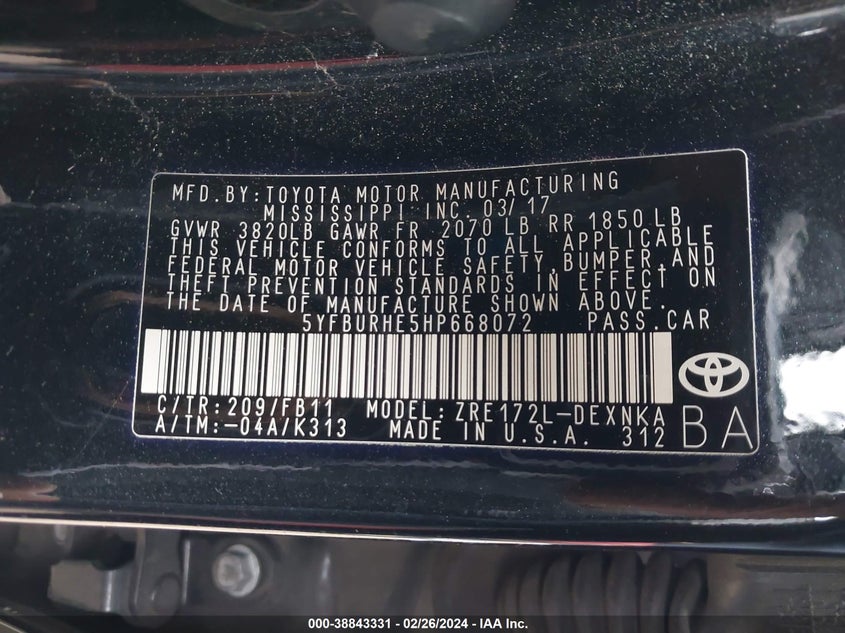 MFD.BY:TOYOTA MOTOR MANUFACTURING
MISSISSIPPI INC. 03/17
GVWR 3820LB GAWR FR 2070 LB RR 1850LB
THIS VEHICLE CONFORMS TO ALL APPLICABLE
FEDERAL MOTOR VEHICLE SAFETY,BUMPER,AND
THEFT PREVENTION STANDARDS IN EFFECT ON
THE DATE OF MANUFACTURE SHOWN ABOVE.
5YFBURHE5HP668072 PASS.CAR
C/TR:209/FB11 MODEL:ZRE172L-DEXNKA
A/TM:-04A/K313 MADE IN U.S.A. 312
BA
000-38843331 - 02/26/2024 - IAA Inc.